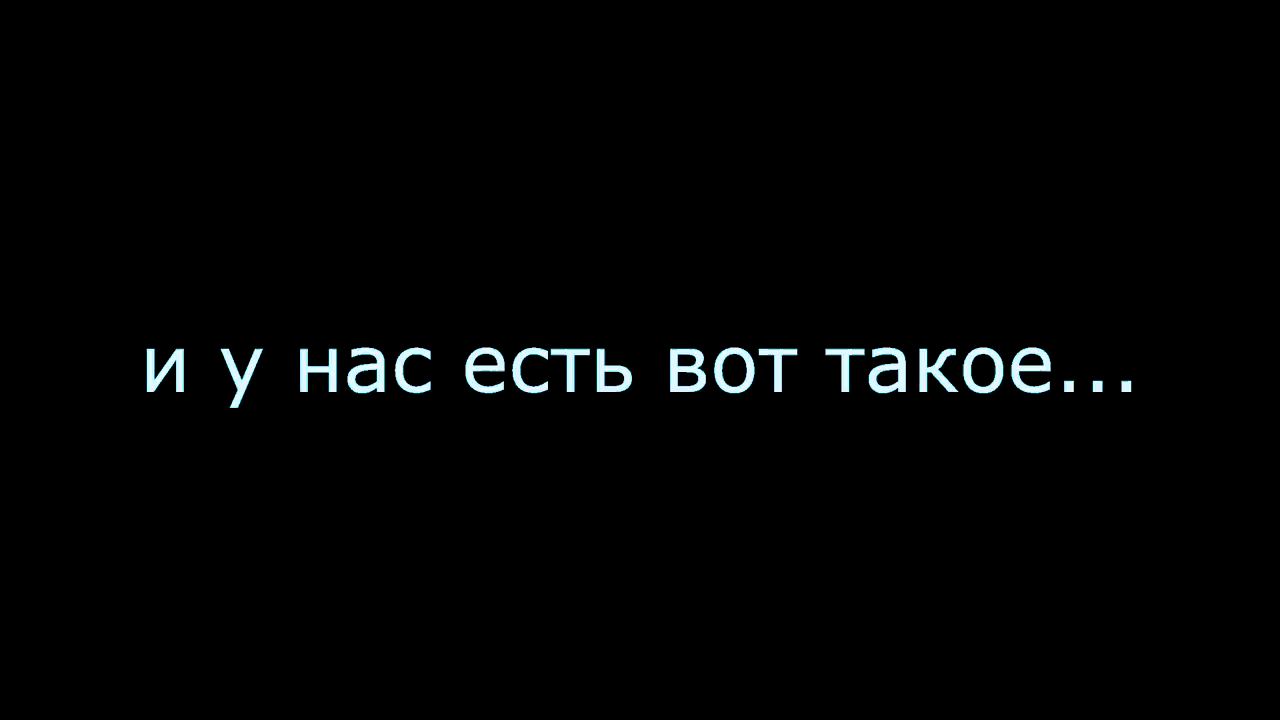 и у нас есть вот такое...